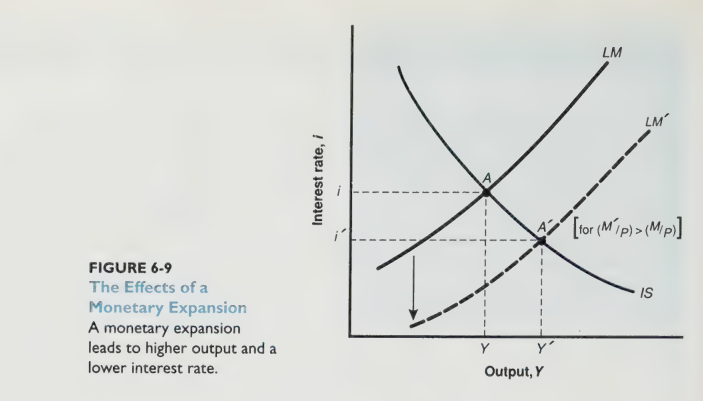 FIGURE 6-9
The Effects of a
Monetary Expansion
A monetary expansion
leads to higher output and a
lower interest rate.
LM
LM´
Interest rate, i
A
i
A´
[for (M´/P) > (M/P)]
i´
IS
Y
Y´
Output, Y